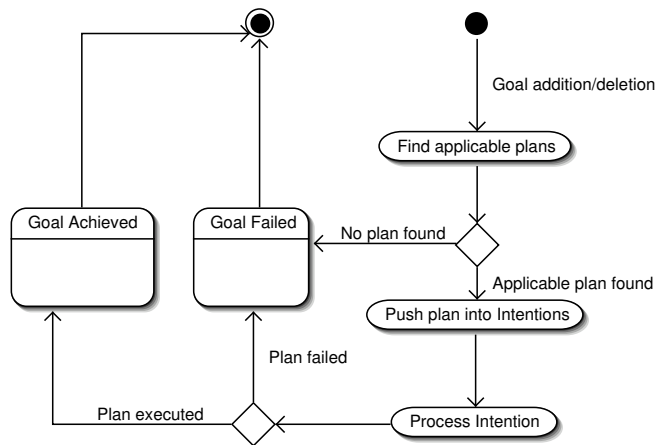 Goal addition/deletion
Find applicable plans
Goal Achieved
Goal Failed
No plan found
Applicable plan found
Push plan into Intentions
Plan failed
Plan executed
Process Intention